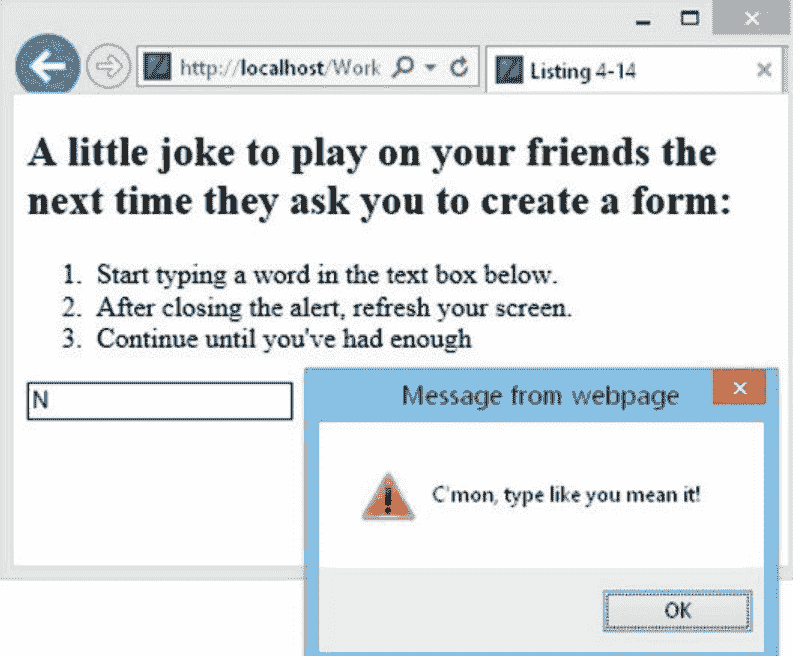 http://localhost/Work
Listing 4-14
A little joke to play on your friends the
next time they ask you to create a form:
1. Start typing a word in the text box below.
2. After closing the alert, refresh your screen.
3. Continue until you've had enough
N
Message from webpage
C'mon, type like you mean it!
OK